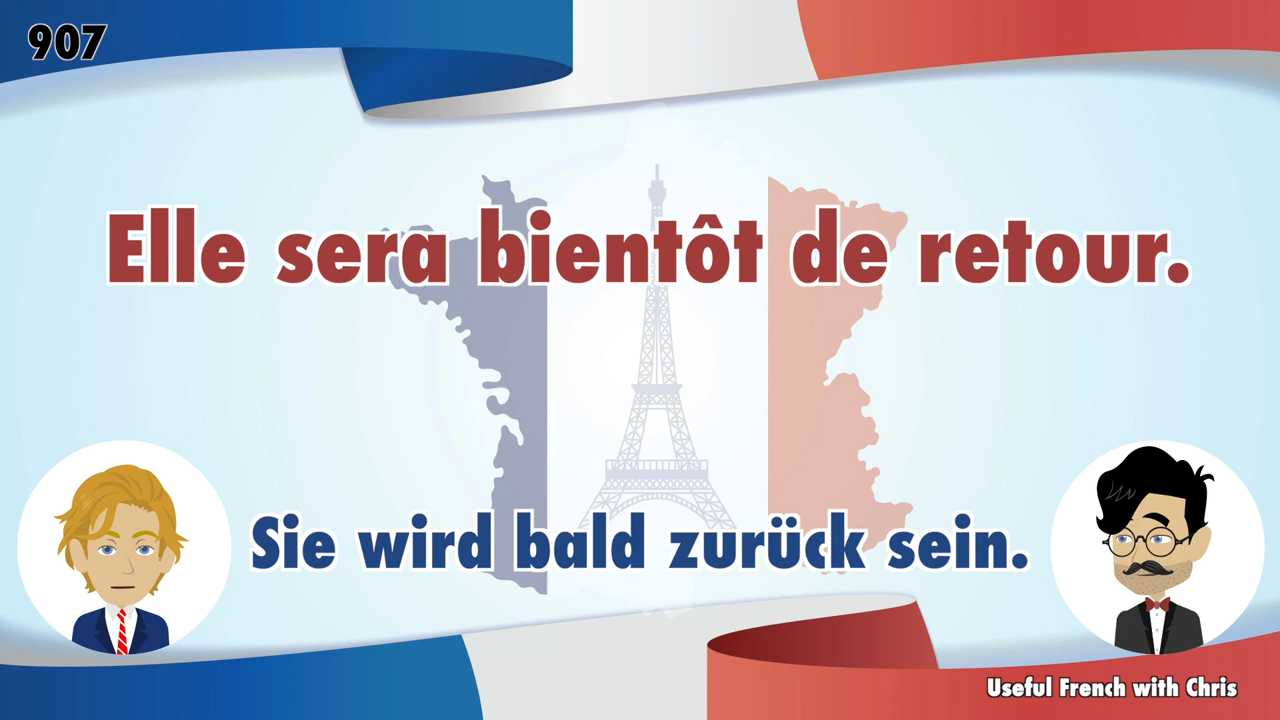 907
Elle sera bientôt de retour.
Sie wird bald zurück sein.
Useful French with Chris